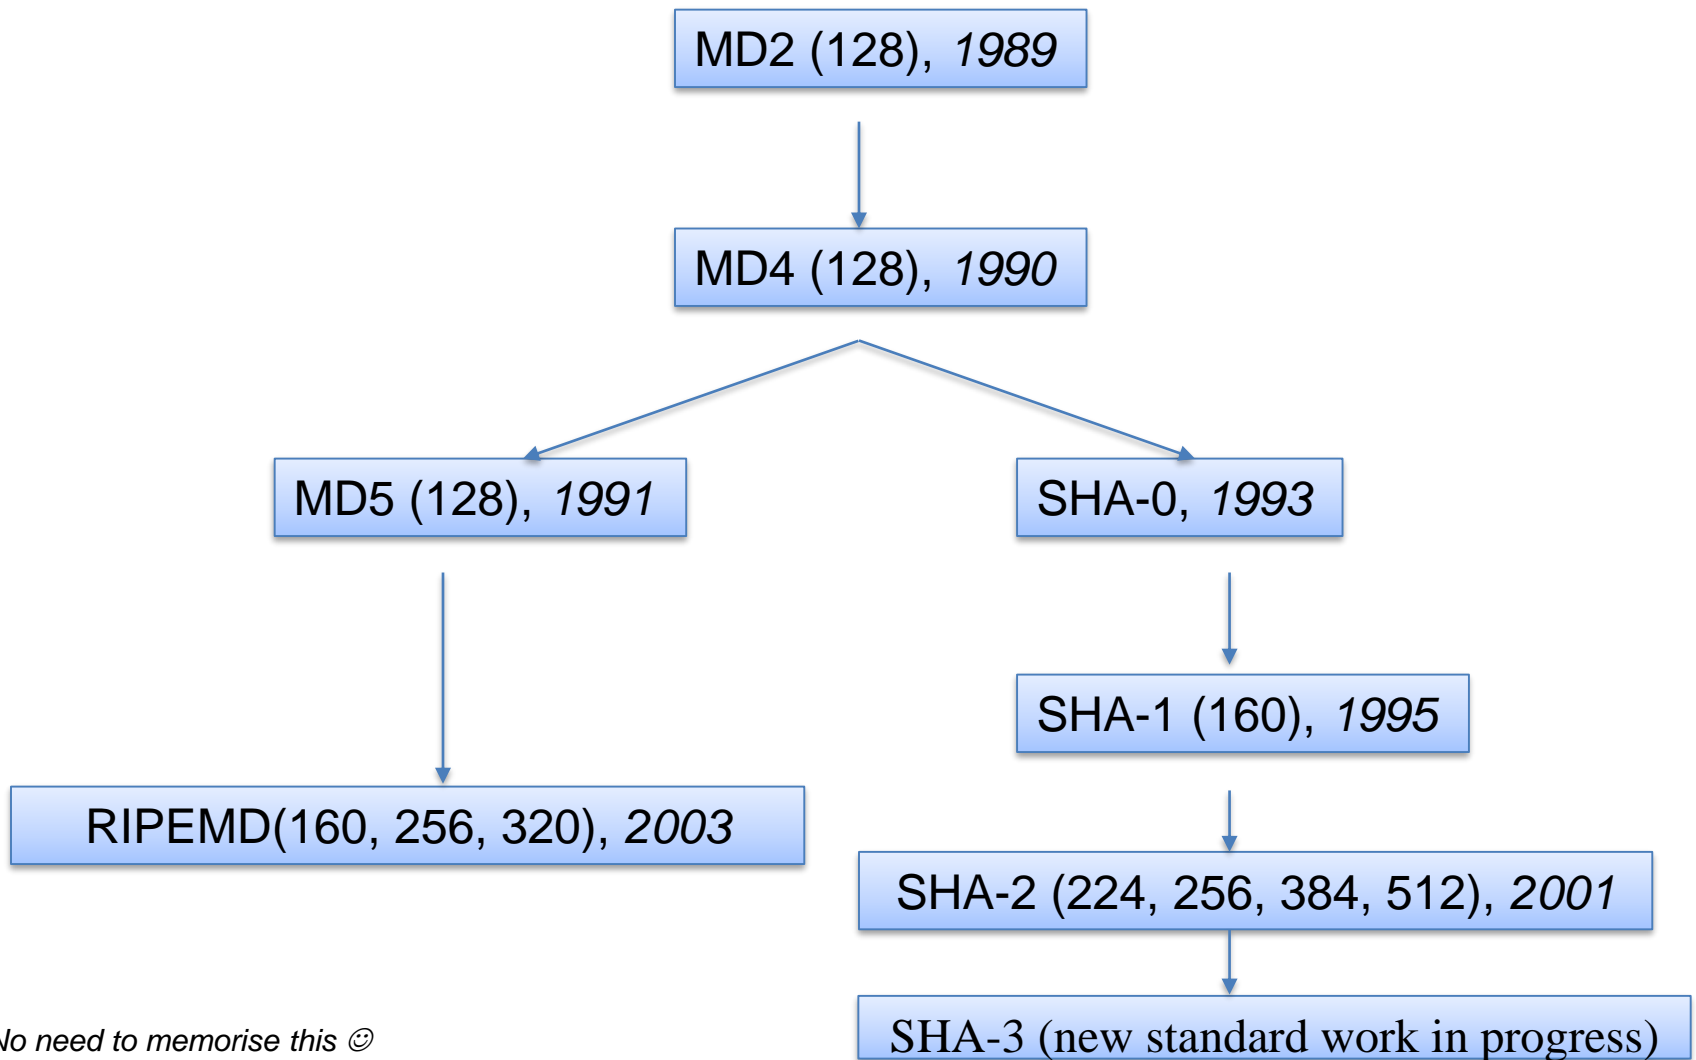 MD2 (128), 1989
MD4 (128), 1990
MD5 (128), 1991
SHA-0, 1993
SHA-1 (160), 1995
RIPEMD(160, 256, 320), 2003
SHA-2 (224, 256, 384, 512), 2001
SHA-3 (new standard work in progress)
No need to memorise this ☺